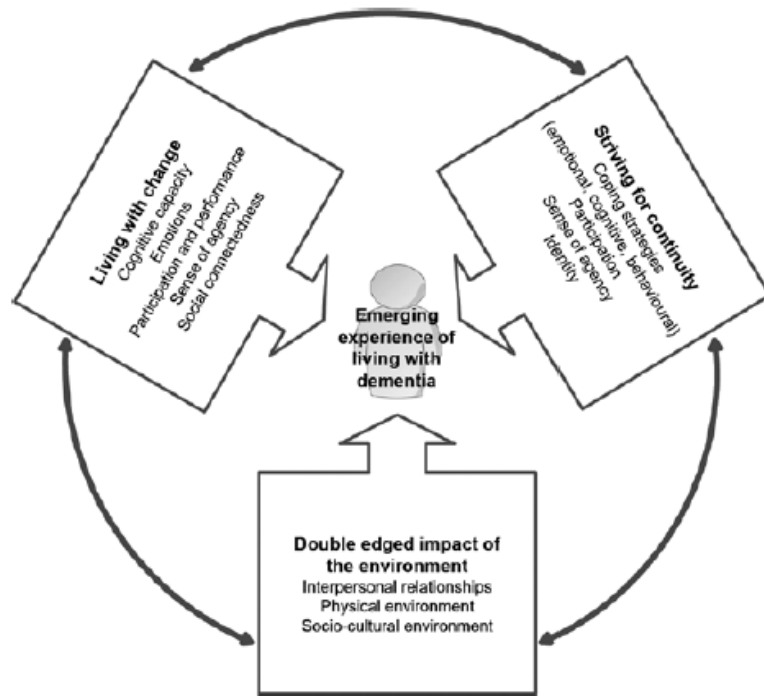 Living with change
Cognitive capacity
Emotions
Participation and performance
Sense of agency
Social connectedness
Striving for continuity
Coping strategies
(emotional, cognitive, behavioural)
Participation
Sense of agency
Identity
Emerging
experience of
living with
dementia
Double edged impact of
the environment
Interpersonal relationships
Physical environment
Socio-cultural environment